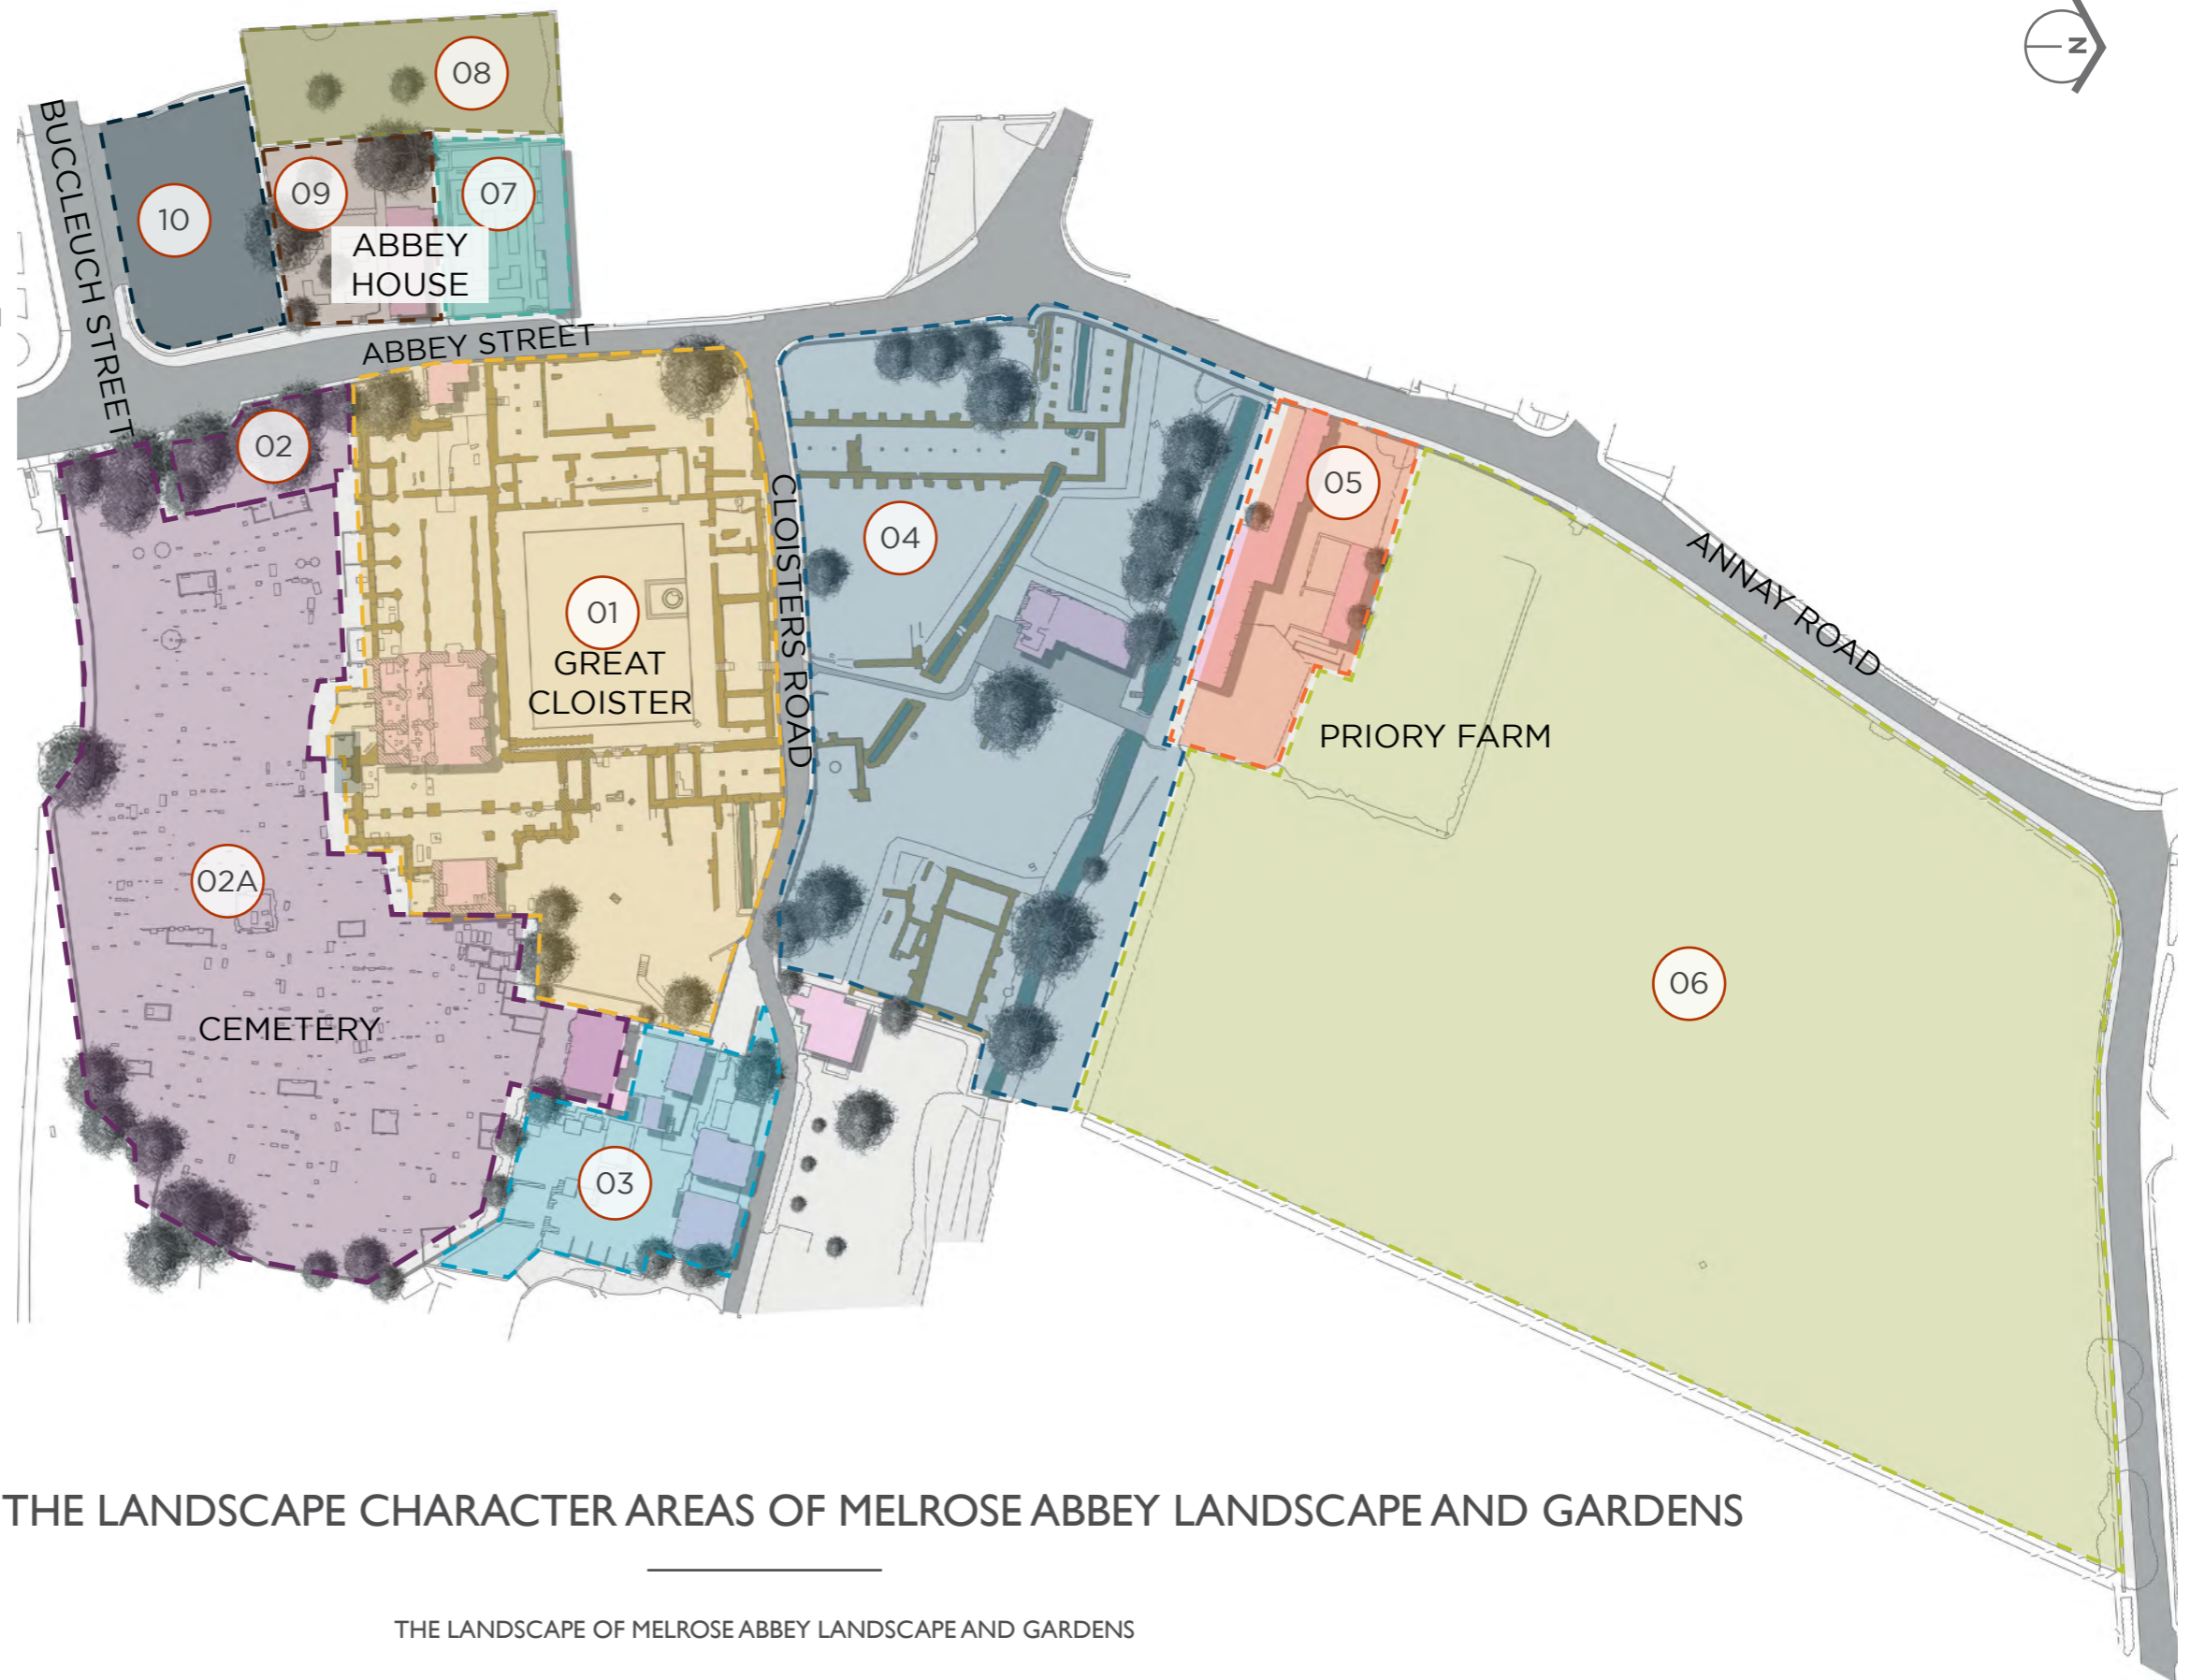 N
08
BUCCLEUCH STREET
10
09
07
ABBEY
HOUSE
ABBEY STREET
02
05
CLOISTERS ROAD
04
ANNAY ROAD
01
GREAT
CLOISTER
PRIORY FARM
02A
06
CEMETERY
03
THE LANDSCAPE CHARACTER AREAS OF MELROSE ABBEY LANDSCAPE AND GARDENS
THE LANDSCAPE OF MELROSE ABBEY LANDSCAPE AND GARDENS